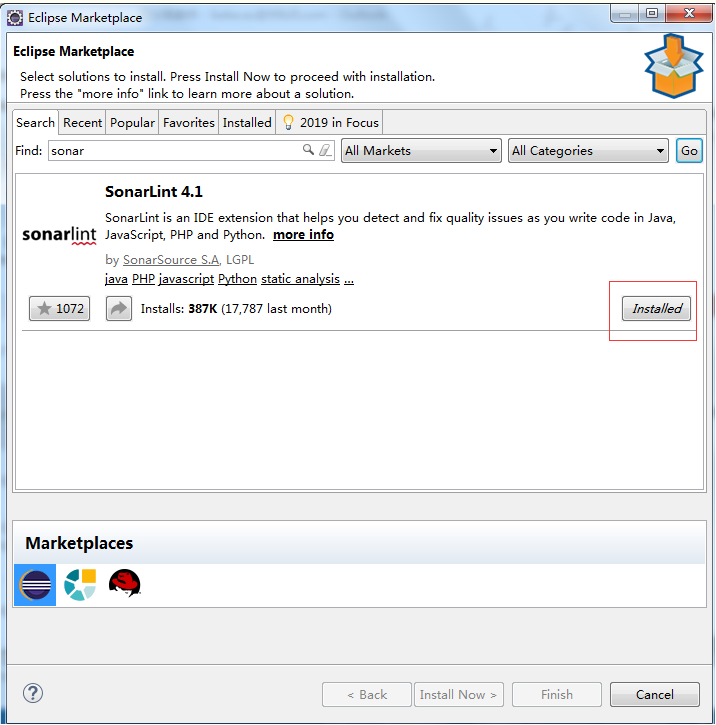 Eclipse Marketplace
Eclipse Marketplace
Select solutions to install. Press Install Now to proceed with installation.
Press the "more info" link to learn more about a solution.
Search Recent Popular Favorites Installed 2019 in Focus
Find: sonar All Markets All Categories Go
SonarLint 4.1
SonarLint is an IDE extension that helps you detect and fix quality issues as you write code in Java,
sonarlint JavaScript, PHP and Python. more info
by SonarSource S.A, LGPL
java PHP javascript Python static analysis ...
1072 Installs: 387K (17,787 last month) Installed
Marketplaces
? < Back Install Now > Finish Cancel